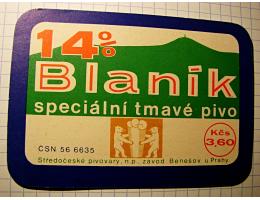 14%
Blaník
speciální tmavé pivo
Kčs
3,60
ČSN 56 6635
Středočeské pivovary, n.p., závod Benešov u Prahy